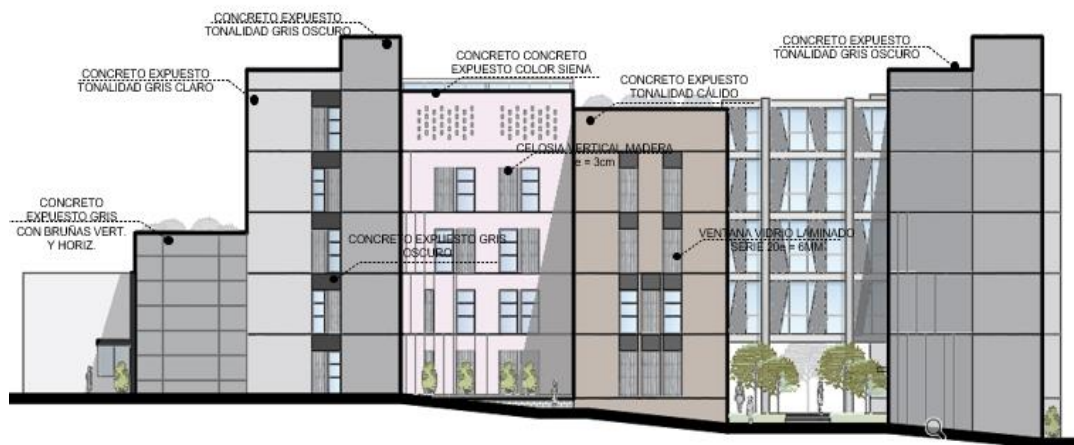 CONCRETO EXPUESTO
TONALIDAD GRIS OSCURO
CONCRETO EXPUESTO
TONALIDAD GRIS CLARO
CONCRETO CONCRETO
EXPUESTO COLOR SIENA
CONCRETO EXPUESTO
TONALIDAD CÁLIDO
CONCRETO EXPUESTO
TONALIDAD GRIS OSCURO
CELOSIA VERTICAL MADERA
e = 3cm
CONCRETO
EXPUESTO GRIS
CON BRUÑAS VERT.
Y HORIZ.
CONCRETO EXPUESTO GRIS
OSCURO
VENTANA VIDRIO LAMINADO
SERIE 20e = 6MM